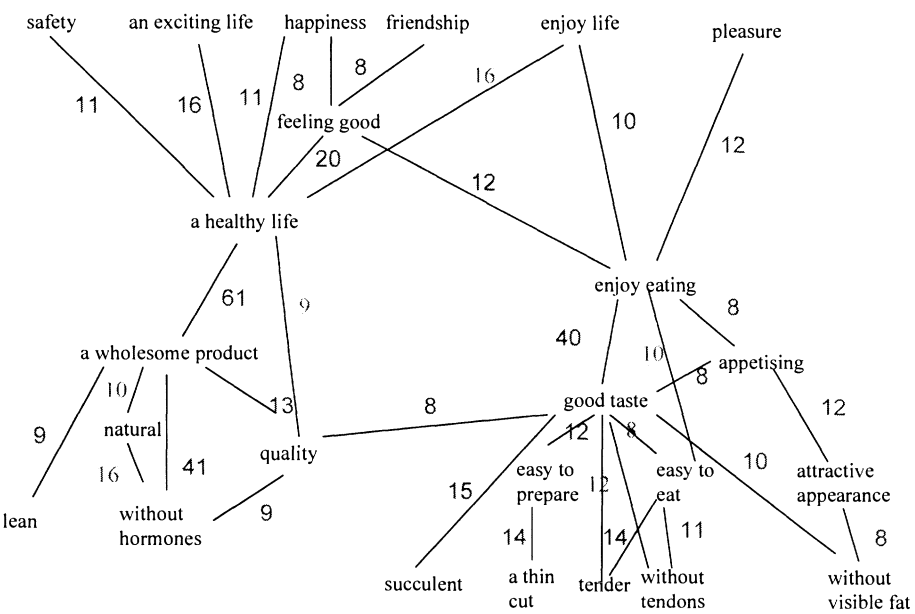 safety an exciting life happiness friendship enjoy life pleasure
11 16 11 8 8 16 10 12
feeling good
20 12
a healthy life
61 9
enjoy eating
40 10 8
a wholesome product
appetising
10 13 8 8 12
good taste
9 natural 12 8
16 41 quality 10
easy to easy to attractive
prepare eat appearance
lean without 9 15 12
hormones
14 14 11 8
succulent a thin tender without without
cut tendons visible fat